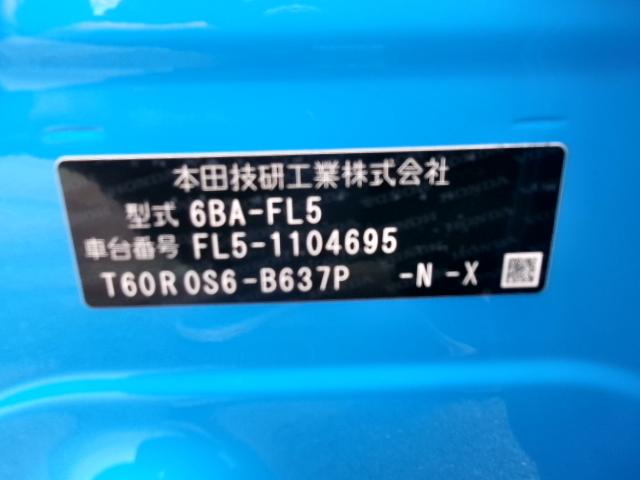 本田技研工業株式会社
型式 6BA-FL5
車台番号 FL5-1104695
T60R0S6-B637P -N -X